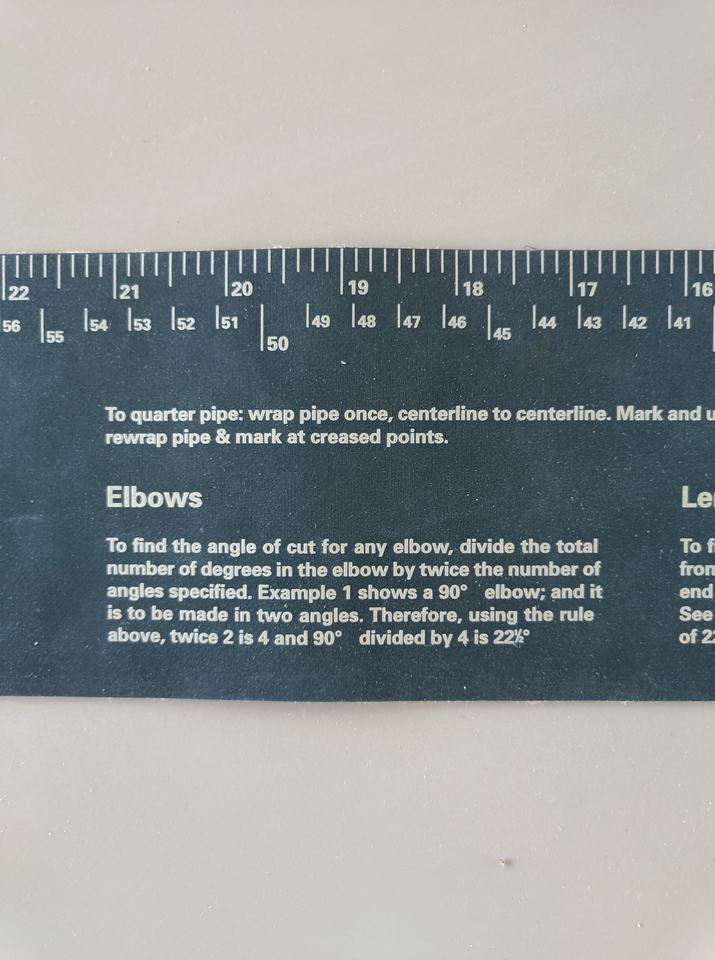 22 21 20 19 18 17 16
56 55 54 53 52 51 50 49 48 47 46 45 44 43 42 41
To quarter pipe: wrap pipe once, centerline to centerline. Mark and u
rewrap pipe & mark at creased points.
Elbows
To find the angle of cut for any elbow, divide the total
number of degrees in the elbow by twice the number of
angles specified. Example 1 shows a 90° elbow; and it
is to be made in two angles. Therefore, using the rule
above, twice 2 is 4 and 90° divided by 4 is 22½°
Le
To fi
from
end
See
of 22